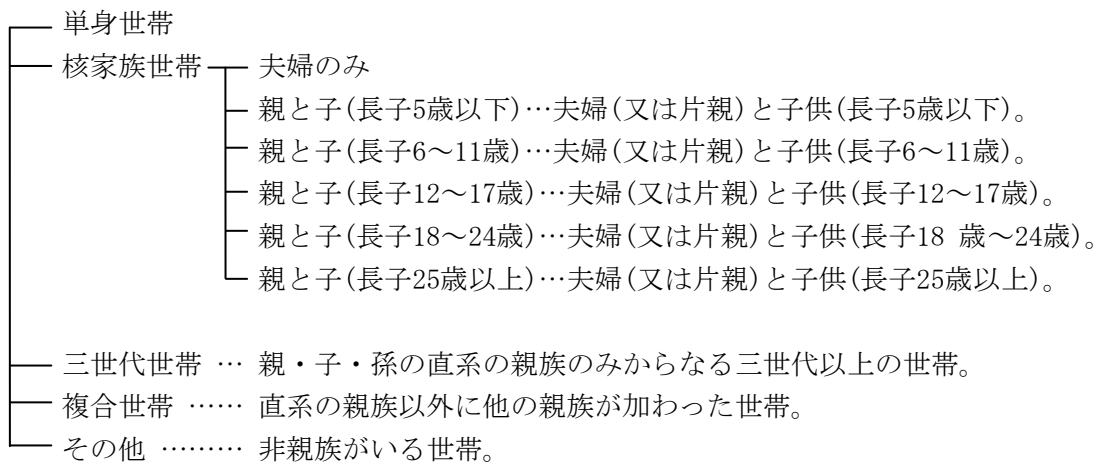 単身世帯
核家族世帯 夫婦のみ
親と子(長子5歳以下)…夫婦(又は片親)と子供(長子5歳以下)。
親と子(長子6～11歳)…夫婦(又は片親)と子供(長子6～11歳)。
親と子(長子12～17歳)…夫婦(又は片親)と子供(長子12～17歳)。
親と子(長子18～24歳)…夫婦(又は片親)と子供(長子18 歳～24歳)。
親と子(長子25歳以上)…夫婦(又は片親)と子供(長子25歳以上)。
三世代世帯 … 親・子・孫の直系の親族のみからなる三世代以上の世帯。
複合世帯 …… 直系の親族以外に他の親族が加わった世帯。
その他 ……… 非親族がいる世帯。